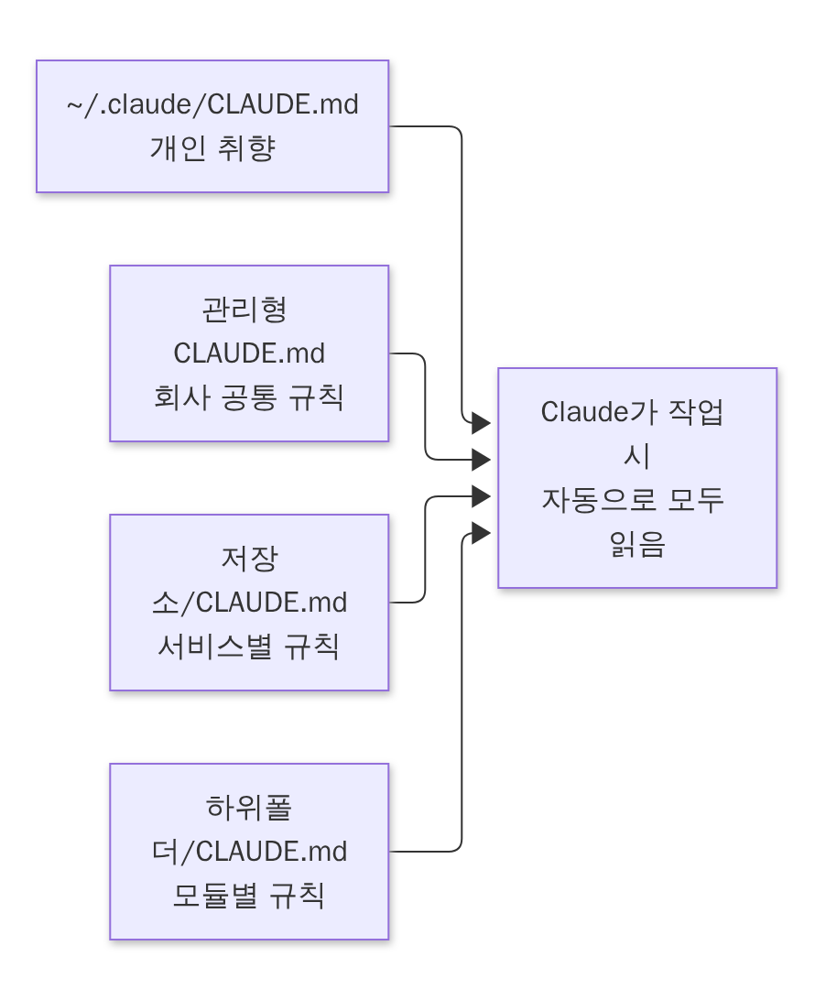 ~/.claude/CLAUDE.md
개인 취향
관리형
CLAUDE.md
회사 공통 규칙
저장
소/CLAUDE.md
서비스별 규칙
하위폴
더/CLAUDE.md
모듈별 규칙
Claude가 작업
시
자동으로 모두
읽음